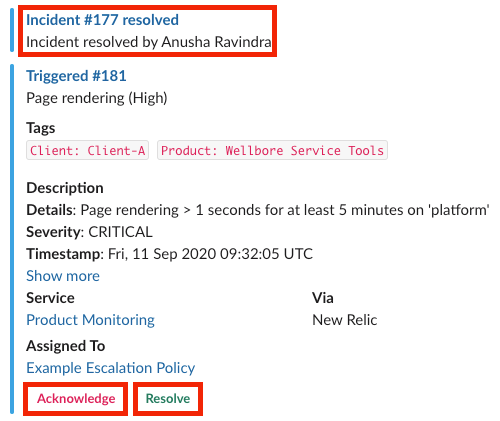 Incident #177 resolved
Incident resolved by Anusha Ravindra
Triggered #181
Page rendering (High)
Tags
Client: Client-A Product: Wellbore Service Tools
Description
Details: Page rendering > 1 seconds for at least 5 minutes on 'platform'
Severity: CRITICAL
Timestamp: Fri, 11 Sep 2020 09:32:05 UTC
Show more
Service Via
Product Monitoring New Relic
Assigned To
Example Escalation Policy
Acknowledge Resolve